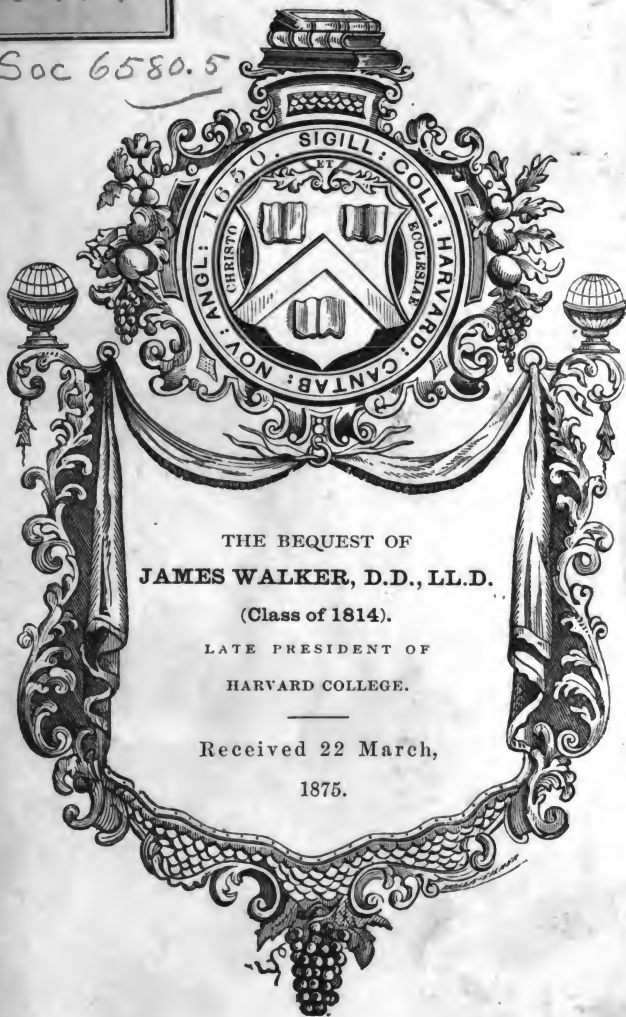 Soc 6580.5
SIGILL: COLL: HARVARD: CANTAB: NOV: ANGL: 1650.
CHRISTO
ET
ECCLESIAE
THE BEQUEST OF
JAMES WALKER, D.D., LL.D.
(Class of 1814).
LATE PRESIDENT OF
HARVARD COLLEGE.
Received 22 March,
1875.